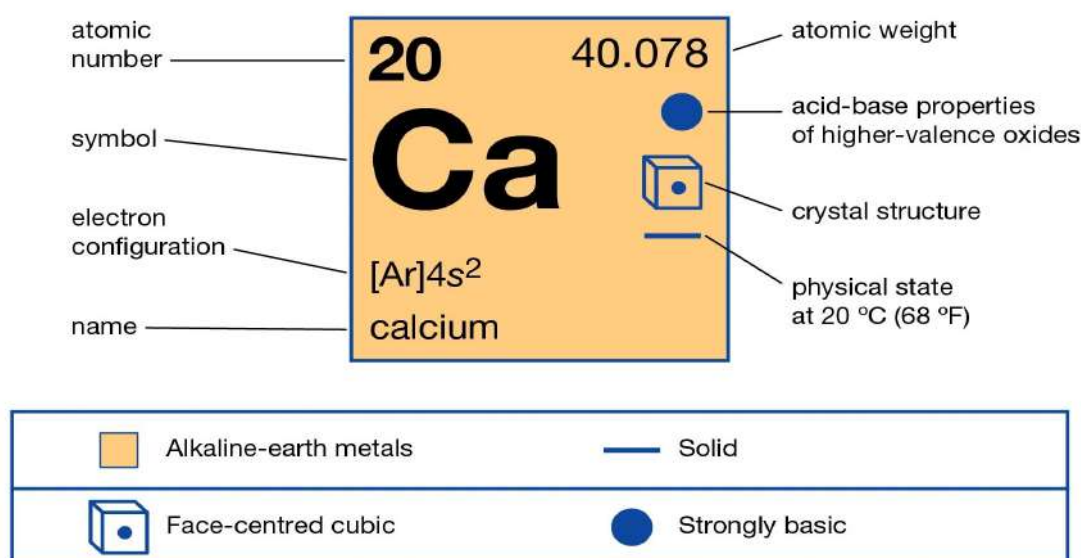 atomic
number
20
40.078
atomic weight
acid-base properties
of higher-valence oxides
symbol
Ca
crystal structure
electron
configuration
[Ar]4s²
physical state
at 20 ºC (68 ºF)
name
calcium
Alkaline-earth metals
Solid
Face-centred cubic
Strongly basic